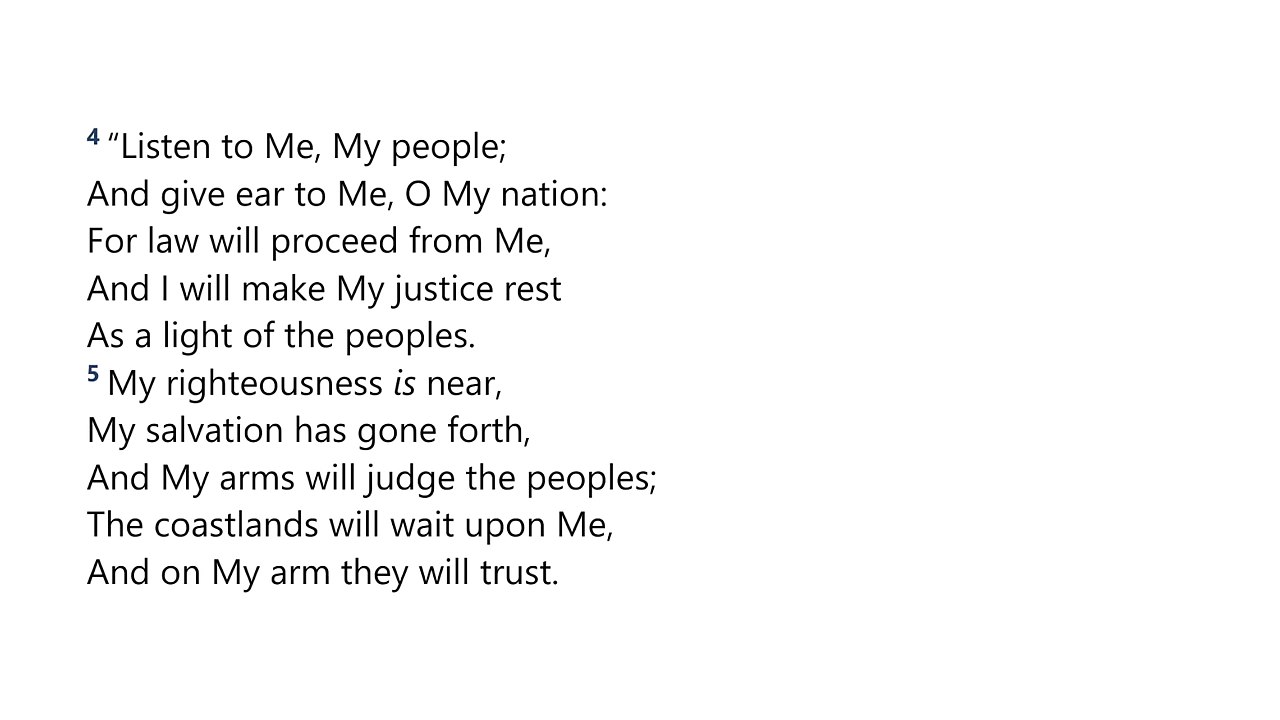 4 “Listen to Me, My people;
And give ear to Me, O My nation:
For law will proceed from Me,
And I will make My justice rest
As a light of the peoples.
5 My righteousness is near,
My salvation has gone forth,
And My arms will judge the peoples;
The coastlands will wait upon Me,
And on My arm they will trust.